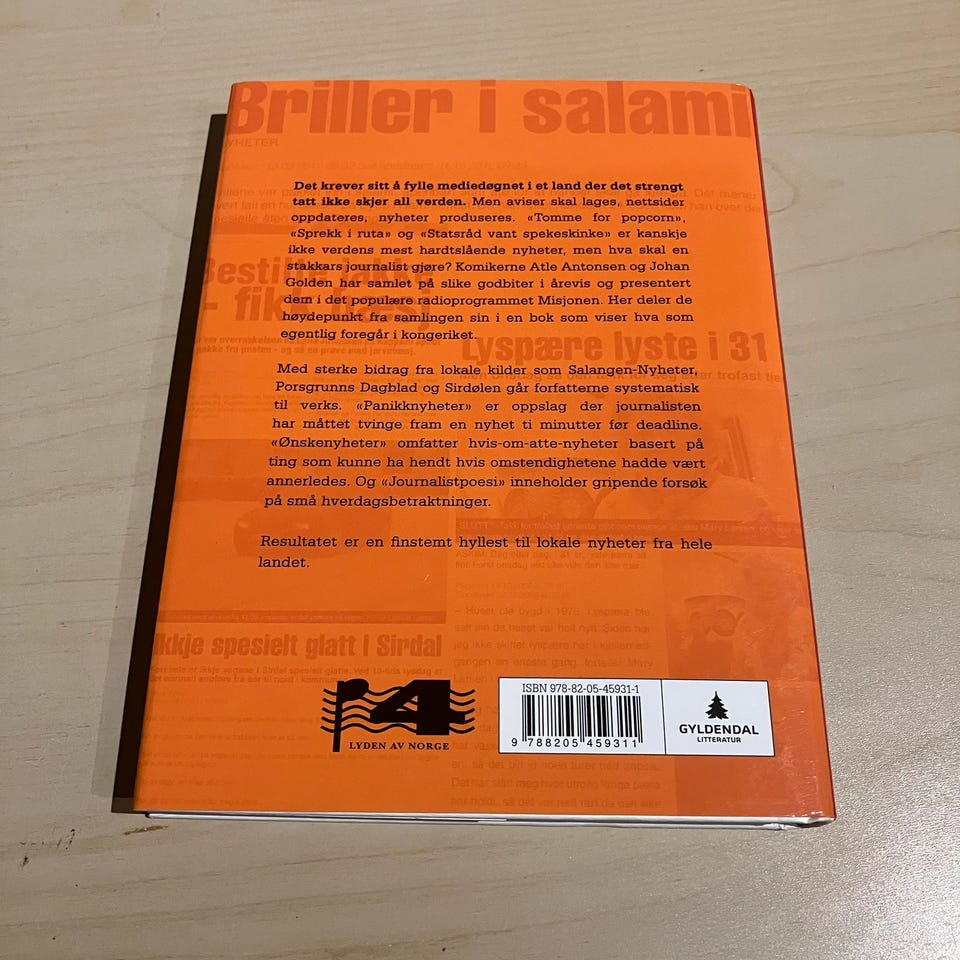 Briller i salami
NYHETER
Det krever sitt å fylle mediedøgnet i et land der det strengt
tatt ikke skjer all verden. Men aviser skal lages, nettsider
oppdateres, nyheter produseres. «Tomme for popcorn»,
«Sprekk i ruta» og «Statsråd vant spekeskinke» er kanskje
ikke verdens mest hardtslående nyheter, men hva skal en
stakkars journalist gjøre? Komikerne Atle Antonsen og Johan
Golden har samlet på slike godbiter i årevis og presentert
dem i det populære radioprogrammet Misjonen. Her deler de
høydepunkt fra samlingen sin i en bok som viser hva som
egentlig foregår i kongeriket.
Bestilte jakke
- fikk fræsj
Lyspære lyste i 31
Med sterke bidrag fra lokale kilder som Salangen-Nyheter,
Porsgrunns Dagblad og Sirdølen går forfatterne systematisk
til verks. «Panikknyheter» er oppslag der journalisten
har måttet tvinge fram en nyhet ti minutter før deadline.
«Ønskenyheter» omfatter hvis-om-atte-nyheter basert på
ting som kunne ha hendt hvis omstendighetene hadde vært
annerledes. Og «Journalistpoesi» inneholder gripende forsøk
på små hverdagsbetraktninger.
Resultatet er en finstemt hyllest til lokale nyheter fra hele
landet.
Ikkje spesielt glatt i Sirdal
P4
LYDEN AV NORGE
ISBN 978-82-05-45931-1
9 788205 459311
GYLDENDAL
LITTERATUR